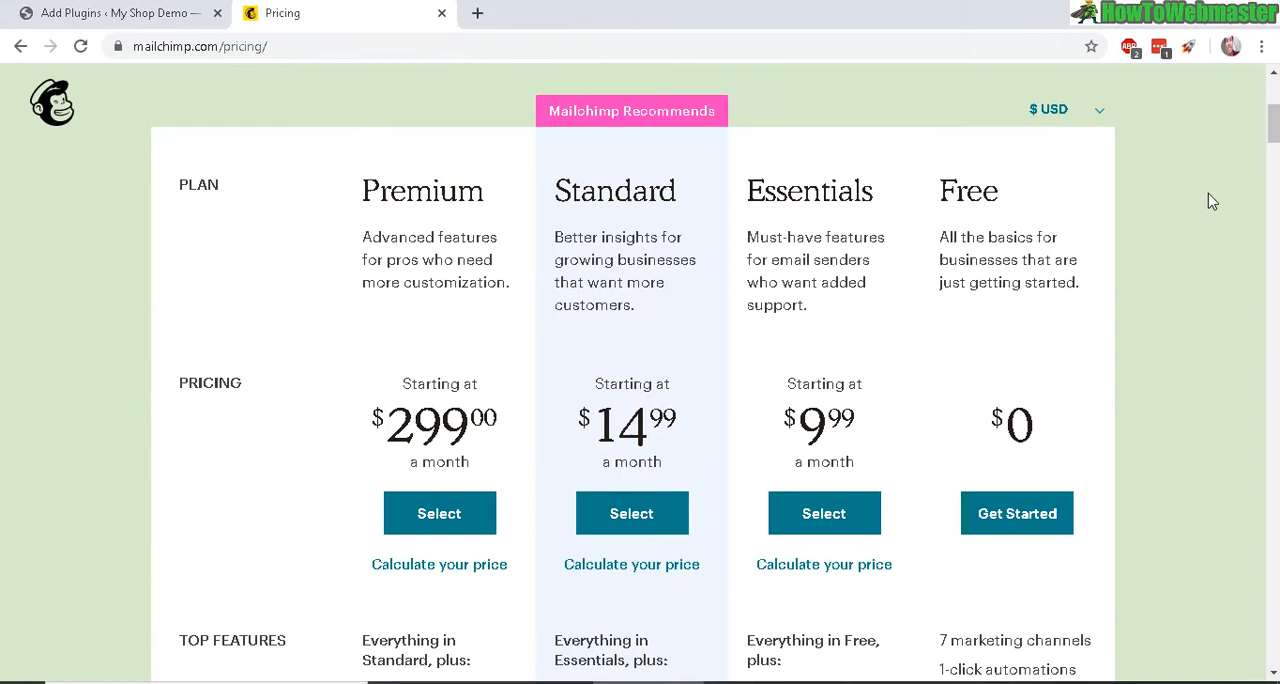 Add Plugins ‹ My Shop Demo —
Pricing
HowToWebmaster
mailchimp.com/pricing/
2
1
Mailchimp Recommends
$ USD
PLAN
Premium
Standard
Essentials
Free
Advanced features
for pros who need
more customization.
Better insights for
growing businesses
that want more
customers.
Must-have features
for email senders
who want added
support.
All the basics for
businesses that are
just getting started.
PRICING
Starting at
$299 00
a month
Select
Calculate your price
Starting at
$14 99
a month
Select
Calculate your price
Starting at
$9 99
a month
Select
Calculate your price
$0
Get Started
TOP FEATURES
Everything in
Standard, plus:
Everything in
Essentials, plus:
Everything in Free,
plus:
7 marketing channels
1-click automations